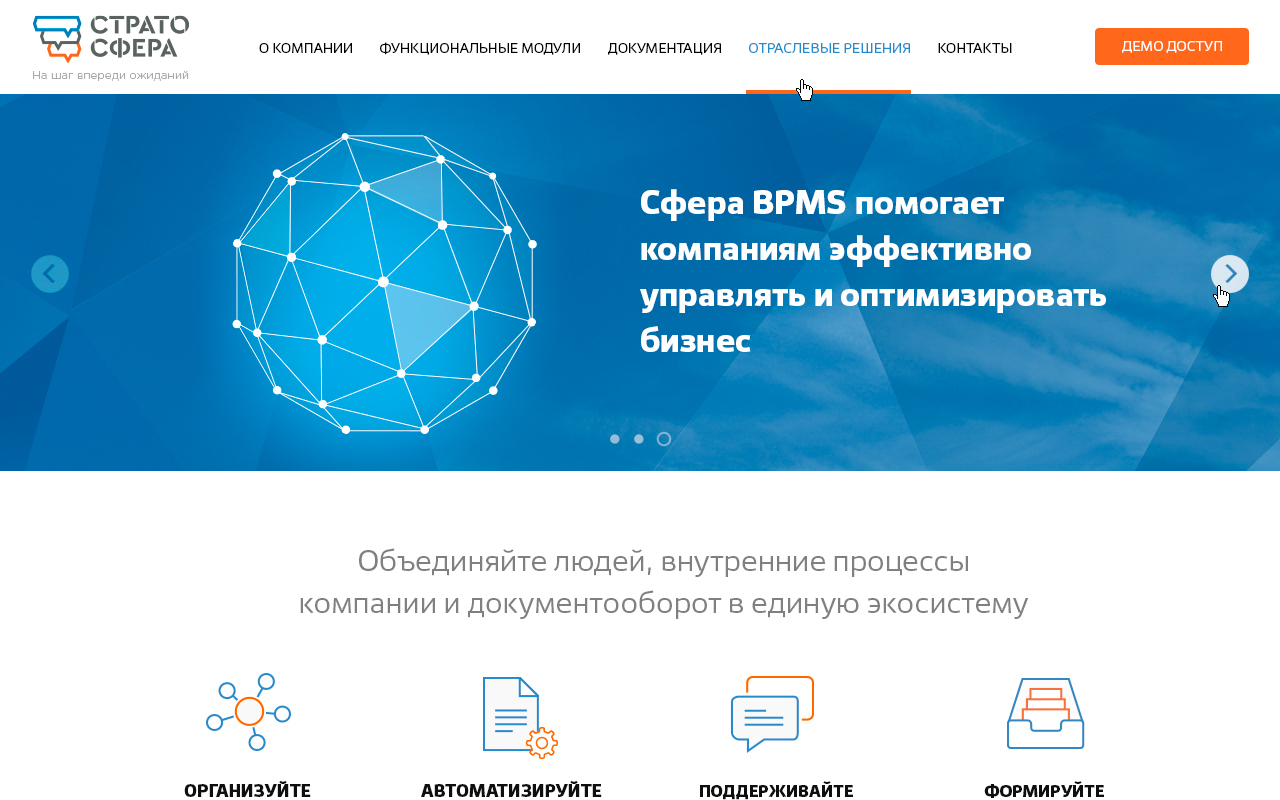 СТРАТО
СФЕРА
На шаг впереди ожиданий
О КОМПАНИИ ФУНКЦИОНАЛЬНЫЕ МОДУЛИ ДОКУМЕНТАЦИЯ ОТРАСЛЕВЫЕ РЕШЕНИЯ КОНТАКТЫ ДЕМО ДОСТУП
Сфера BPMS помогает
компаниям эффективно
управлять и оптимизировать
бизнес
Объединяйте людей, внутренние процессы
компании и документооборот в единую экосистему
ОРГАНИЗУЙТЕ АВТОМАТИЗИРУЙТЕ ПОДДЕРЖИВАЙТЕ ФОРМИРУЙТЕ